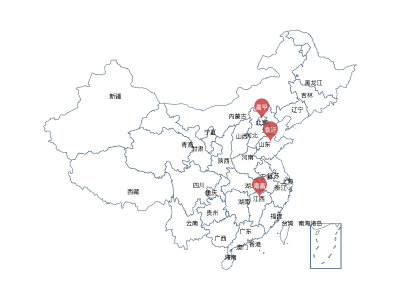 黑龙江
吉林
新疆
昌平
辽宁
内蒙古
北京
临沂
宁夏
山西
河北
青海
甘肃
山东
陕西
河南
江苏
安徽
上海
四川
湖北
南昌
浙江
西藏
重庆
湖南
江西
贵州
福建
云南
台湾
南海诸岛
广东
广西
香港
澳门
海南